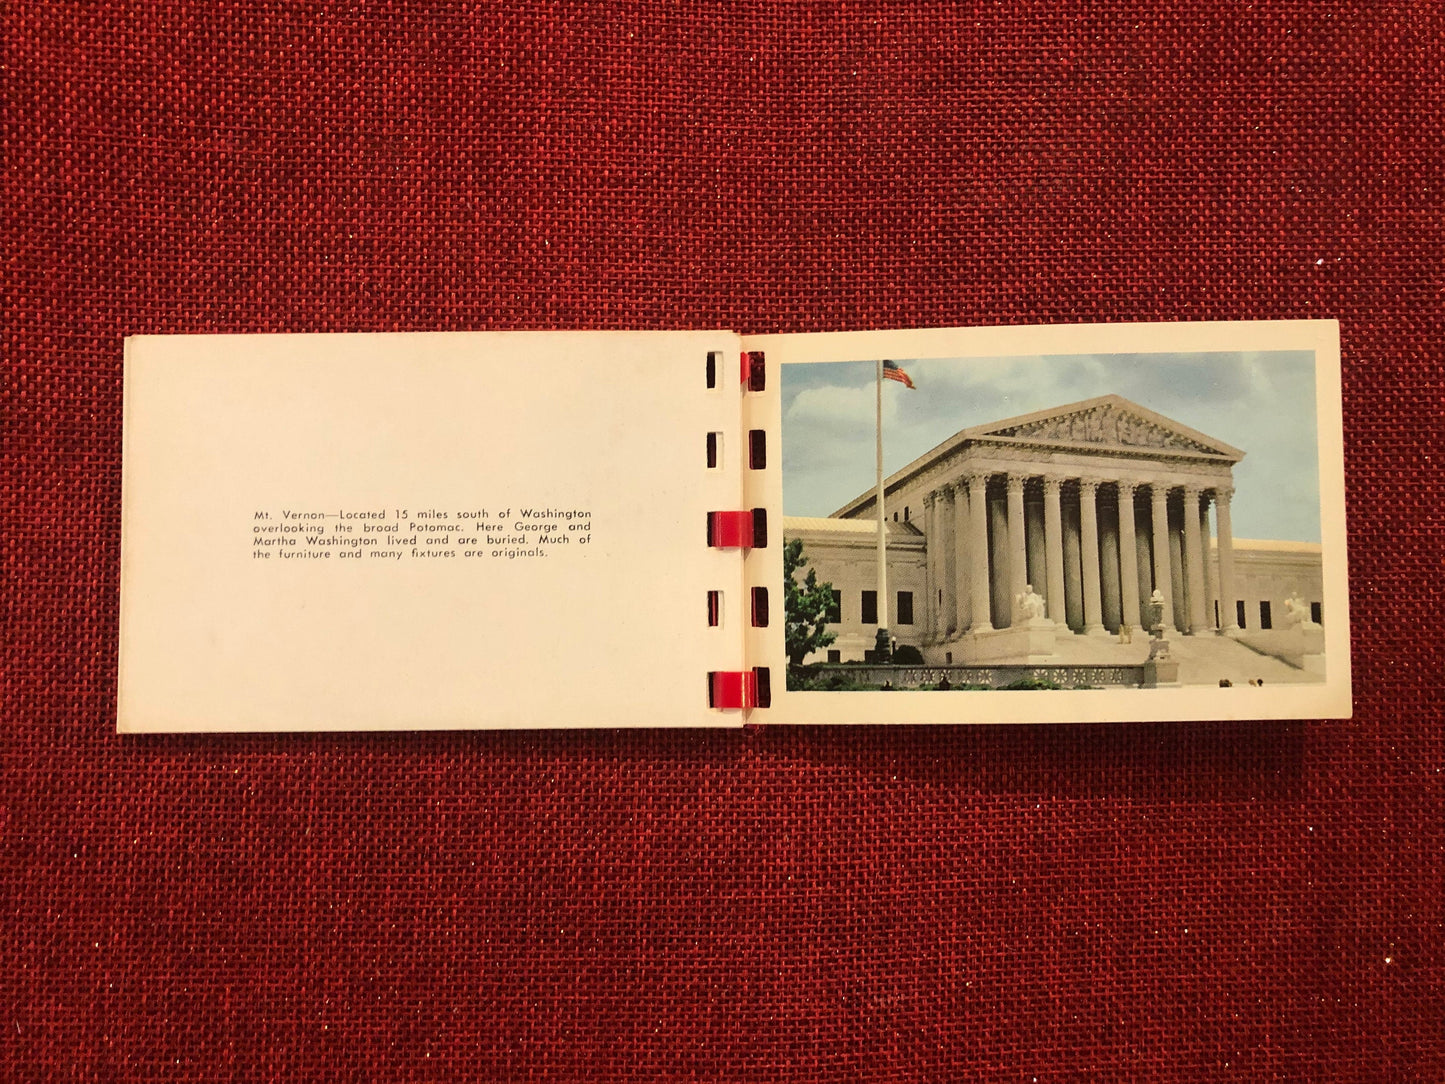 Mt. Vernon—Located 15 miles south of Washington
overlooking the broad Potomac. Here George and
Martha Washington lived and are buried. Much of
the furniture and many fixtures are originals.